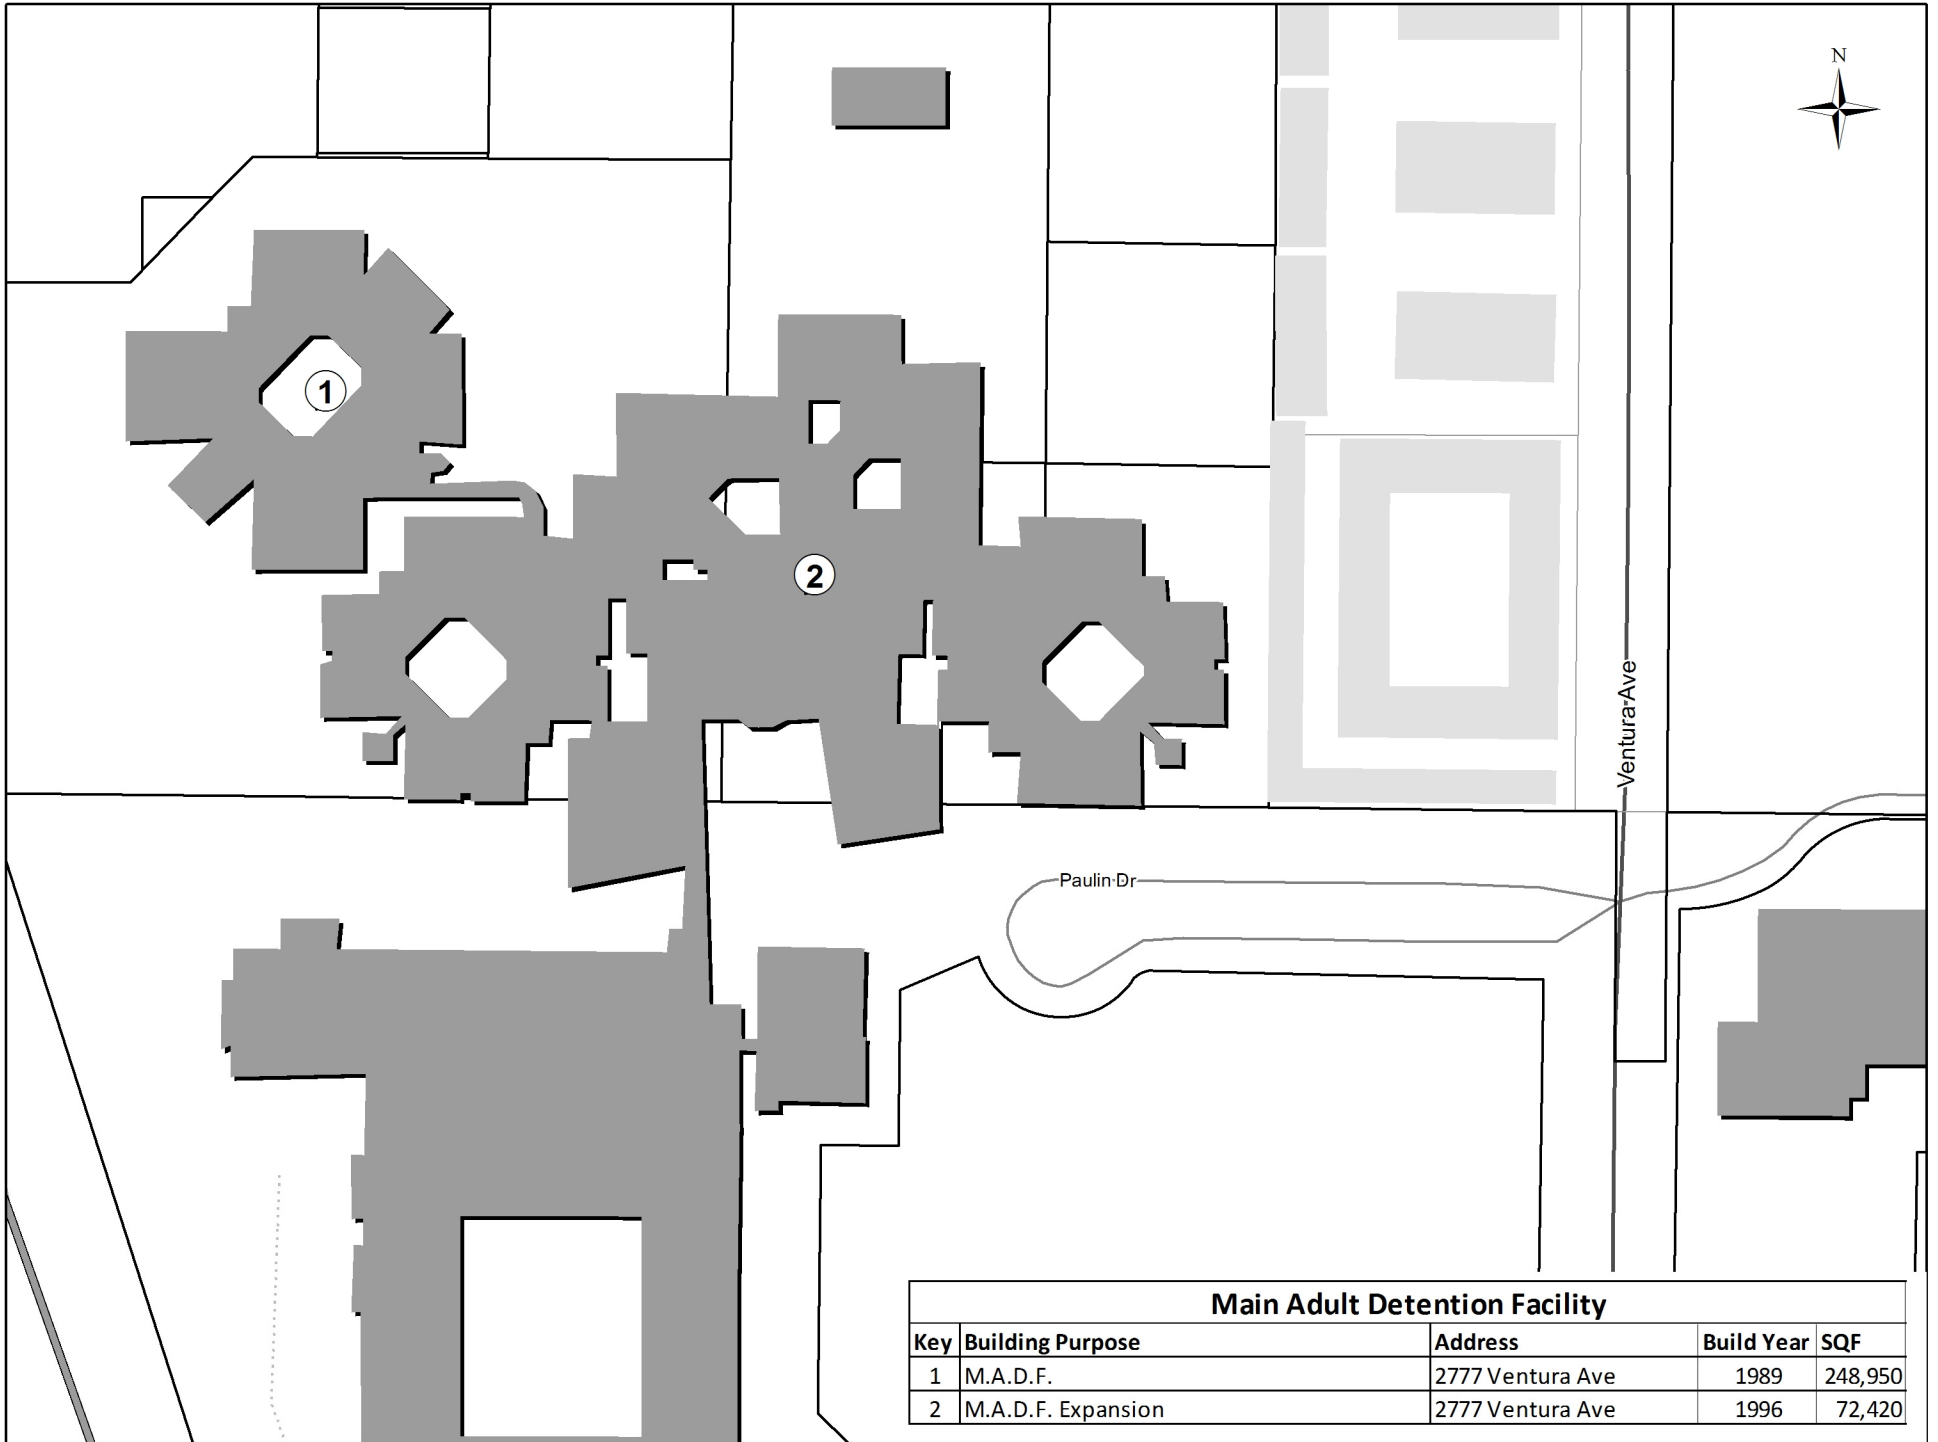 N
1
2
Ventura Ave
Paulin Dr
Main Adult Detention Facility
Key Building Purpose Address Build Year SQF
1 M.A.D.F. 2777 Ventura Ave 1989 248,950
2 M.A.D.F. Expansion 2777 Ventura Ave 1996 72,420